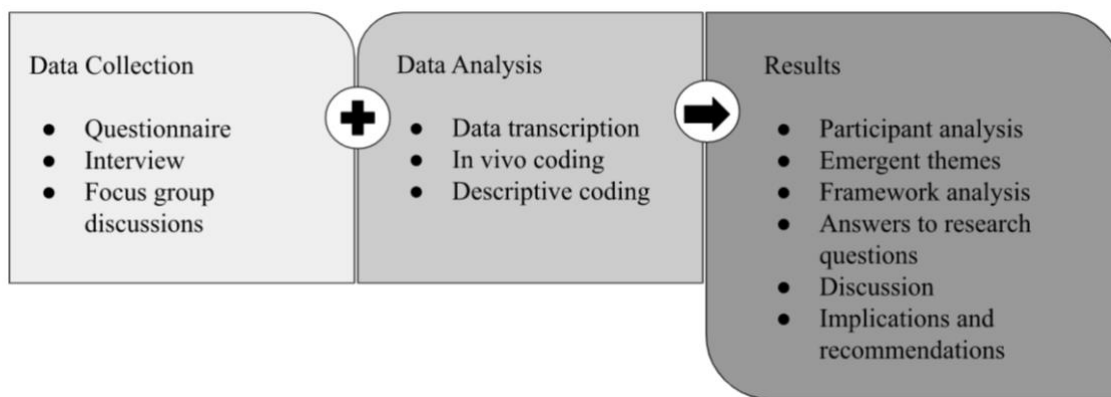 Data Collection
● Questionnaire
● Interview
● Focus group
discussions
Data Analysis
● Data transcription
● In vivo coding
● Descriptive coding
Results
● Participant analysis
● Emergent themes
● Framework analysis
● Answers to research
questions
● Discussion
● Implications and
recommendations